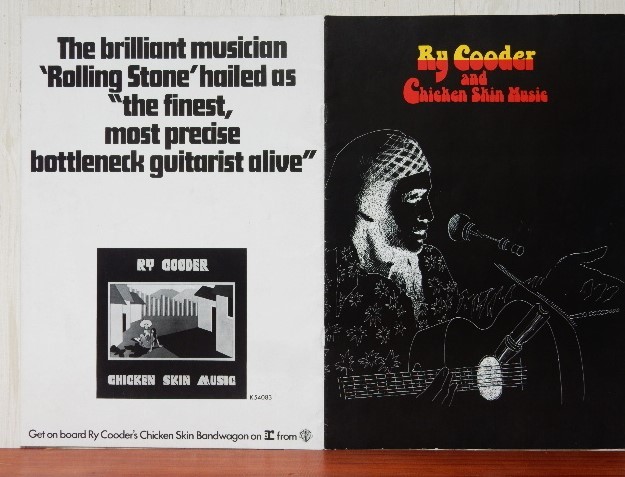 The brilliant musician
‘Rolling Stone’ hailed as
“the finest,
most precise
bottleneck guitarist alive”
RY COODER
CHICKEN SKIN MUSIC
K54083
Get on board Ry Cooder's Chicken Skin Bandwagon on r from
Ry Cooder
and
Chicken Skin Music